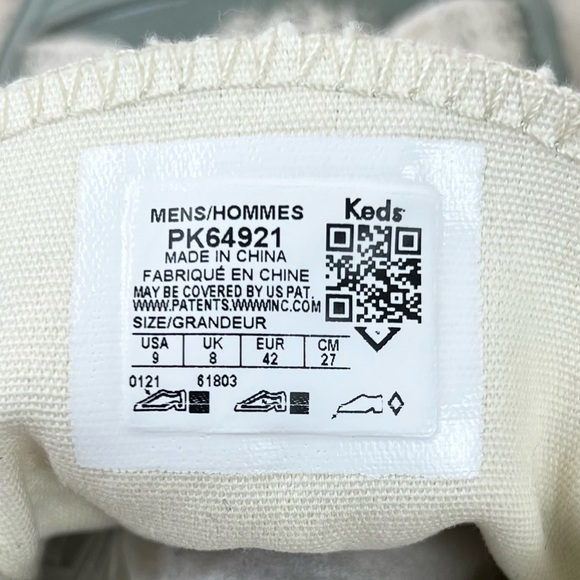 MENS/HOMMES
Keds
PK64921
MADE IN CHINA
FABRIQUÉ EN CHINE
MAY BE COVERED BY US PAT.
WWW.PATENTS.WWWINC.COM
SIZE/GRANDEUR
USA UK EUR CM
9 8 42 27
0121 61803